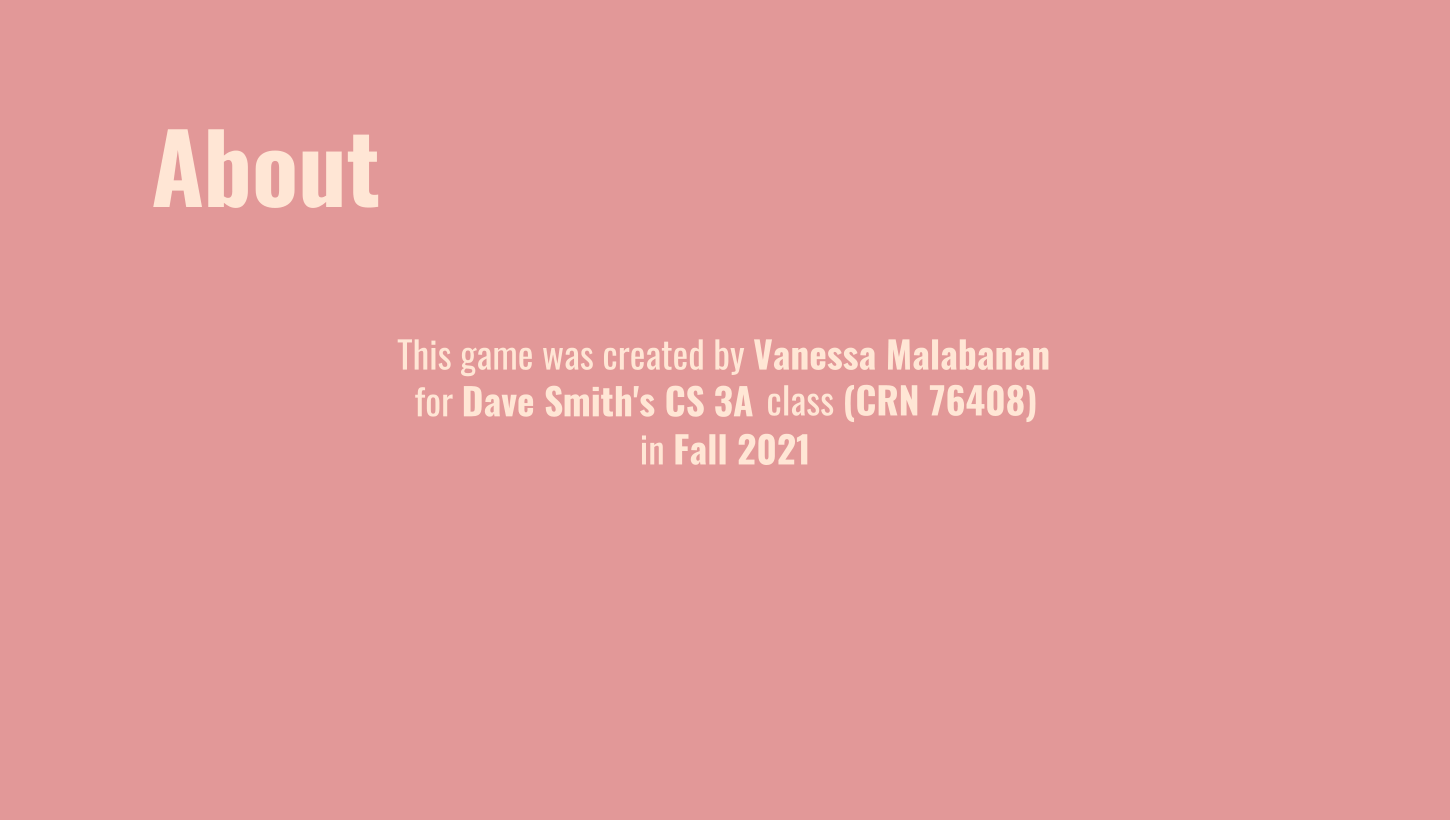 About
This game was created by Vanessa Malabanan
for Dave Smith's CS 3A class (CRN 76408)
in Fall 2021